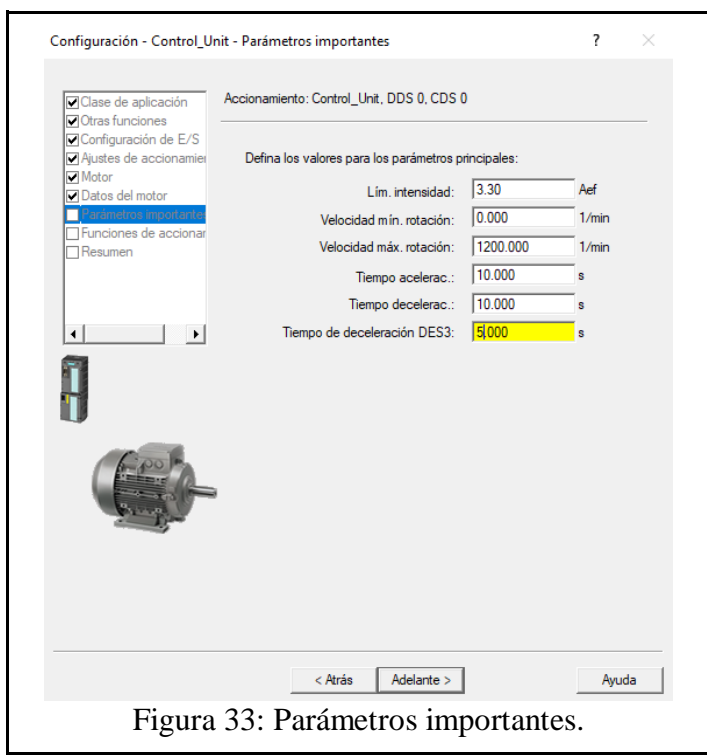 Configuración - Control_Unit - Parámetros importantes ?
Clase de aplicación
Otras funciones
Configuración de E/S
Ajustes de accionamier
Motor
Datos del motor
Parámetros importante
Funciones de accionar
Resumen
Accionamiento: Control_Unit, DDS 0, CDS 0
Defina los valores para los parámetros principales:
Lím. intensidad: 3.30 Aef
Velocidad mín. rotación: 0.000 1/min
Velocidad máx. rotación: 1200.000 1/min
Tiempo acelerac.: 10.000 s
Tiempo decelerac.: 10.000 s
Tiempo de deceleración DES3: 5.000 s
< Atrás Adelante > Ayuda
Figura 33: Parámetros importantes.